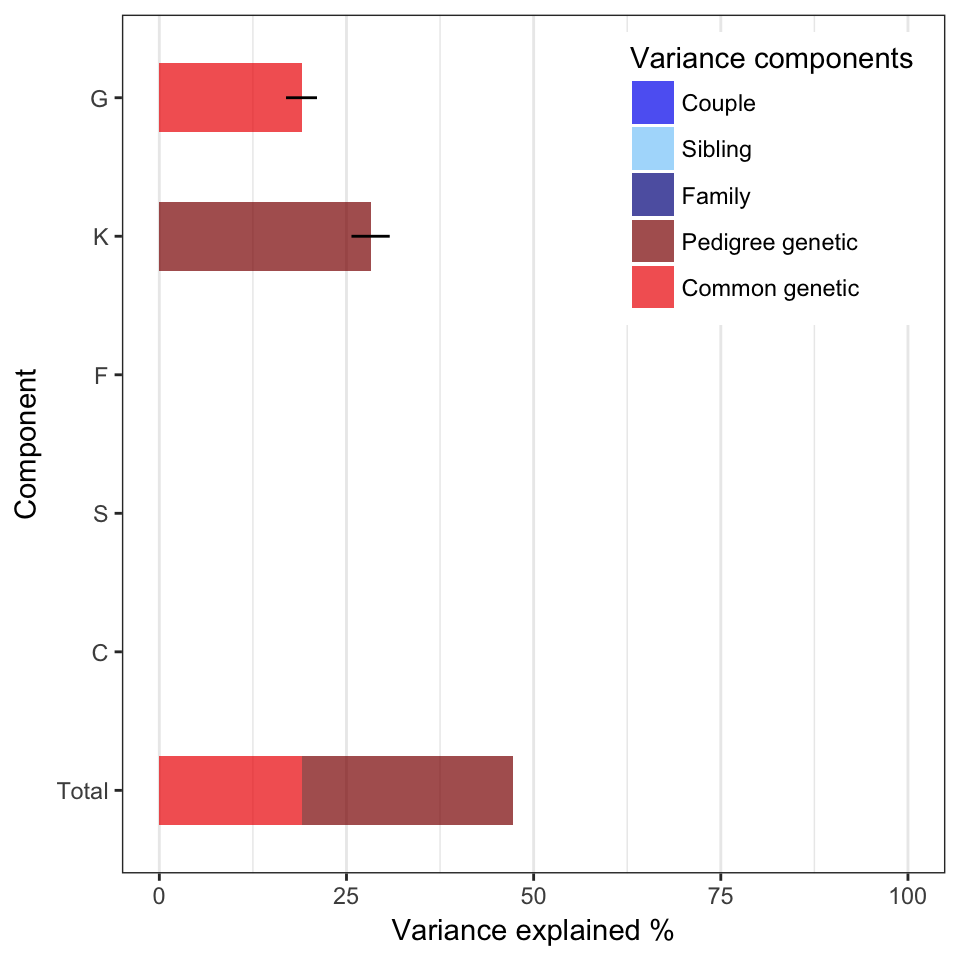 Variance components
Couple
Sibling
Family
Pedigree genetic
Common genetic
G
K
F
S
C
Total
Component
0 25 50 75 100
Variance explained %